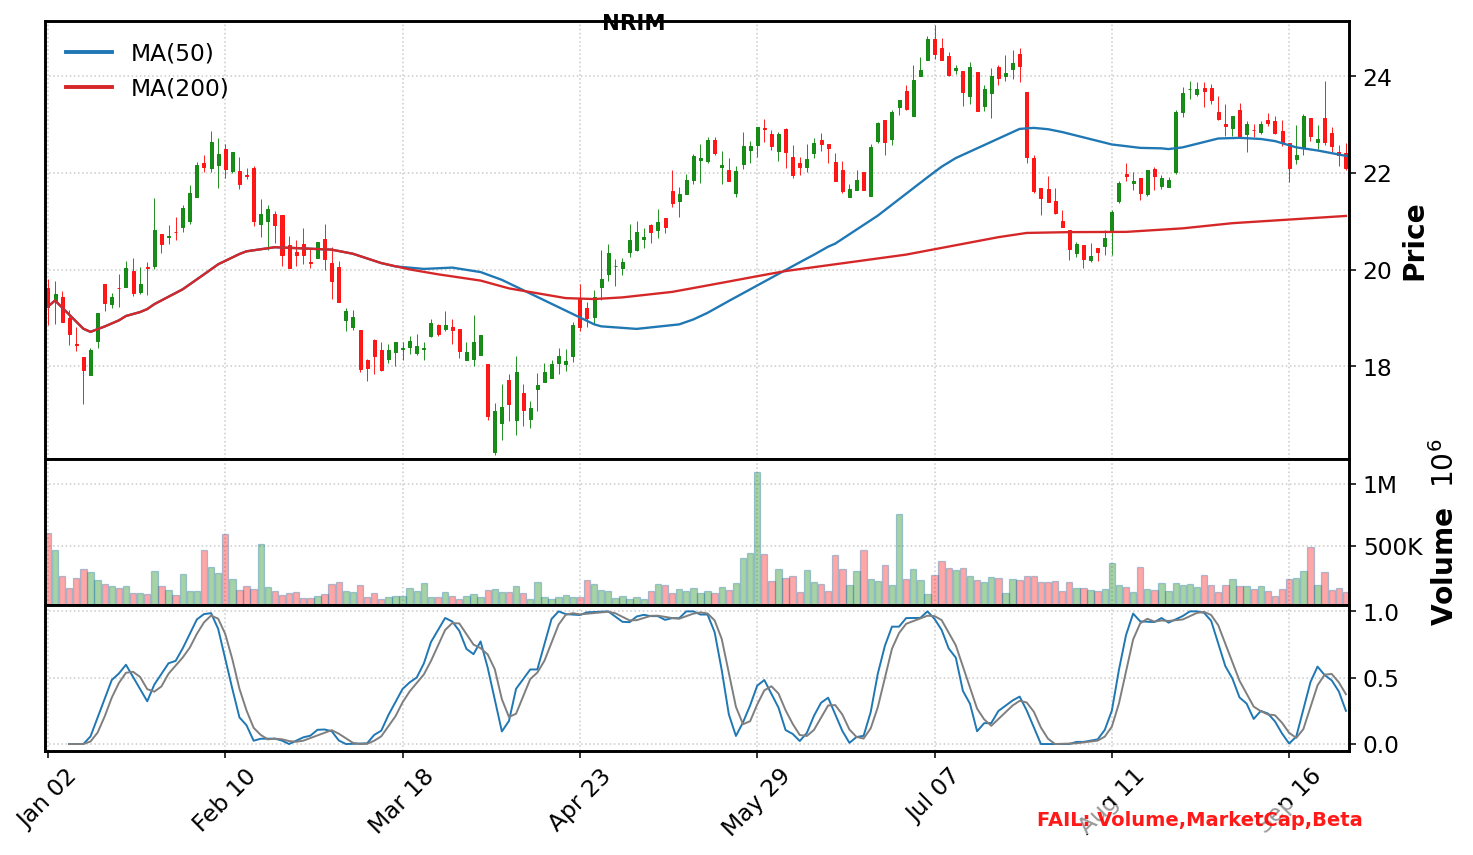 NRIM
MA(50)
MA(200)
24
22
20
18
Price
1M
500K
Volume 10⁶
1.0
0.5
0.0
Jan 02
Feb 10
Mar 18
Apr 23
May 29
Jul 07
Aug 11
Sep 16
FAIL: Volume,MarketCap,Beta